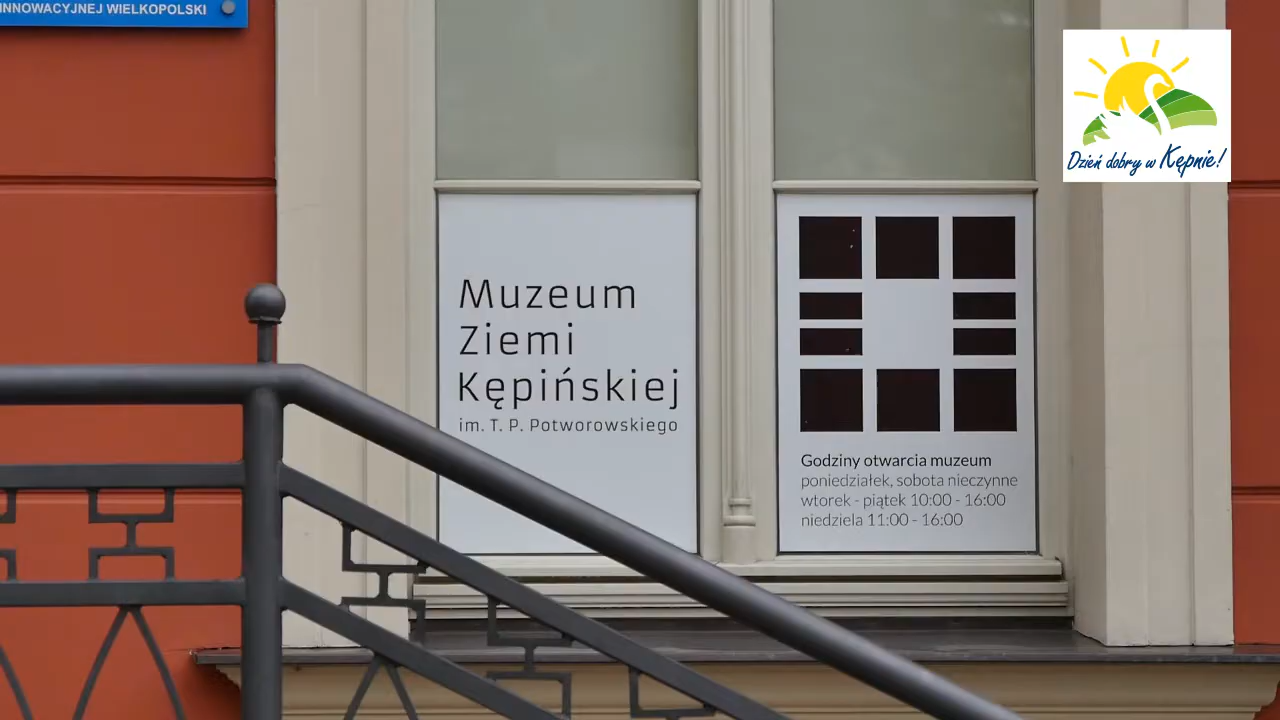 INNOWACYJNEJ WIELKOPOLSKI
Dzień dobry w Kępnie!
Muzeum
Ziemi
Kępińskiej
im. T. P. Potworowskiego
Godziny otwarcia muzeum
poniedziałek, sobota nieczynne
wtorek - piątek 10:00 - 16:00
niedziela 11:00 - 16:00